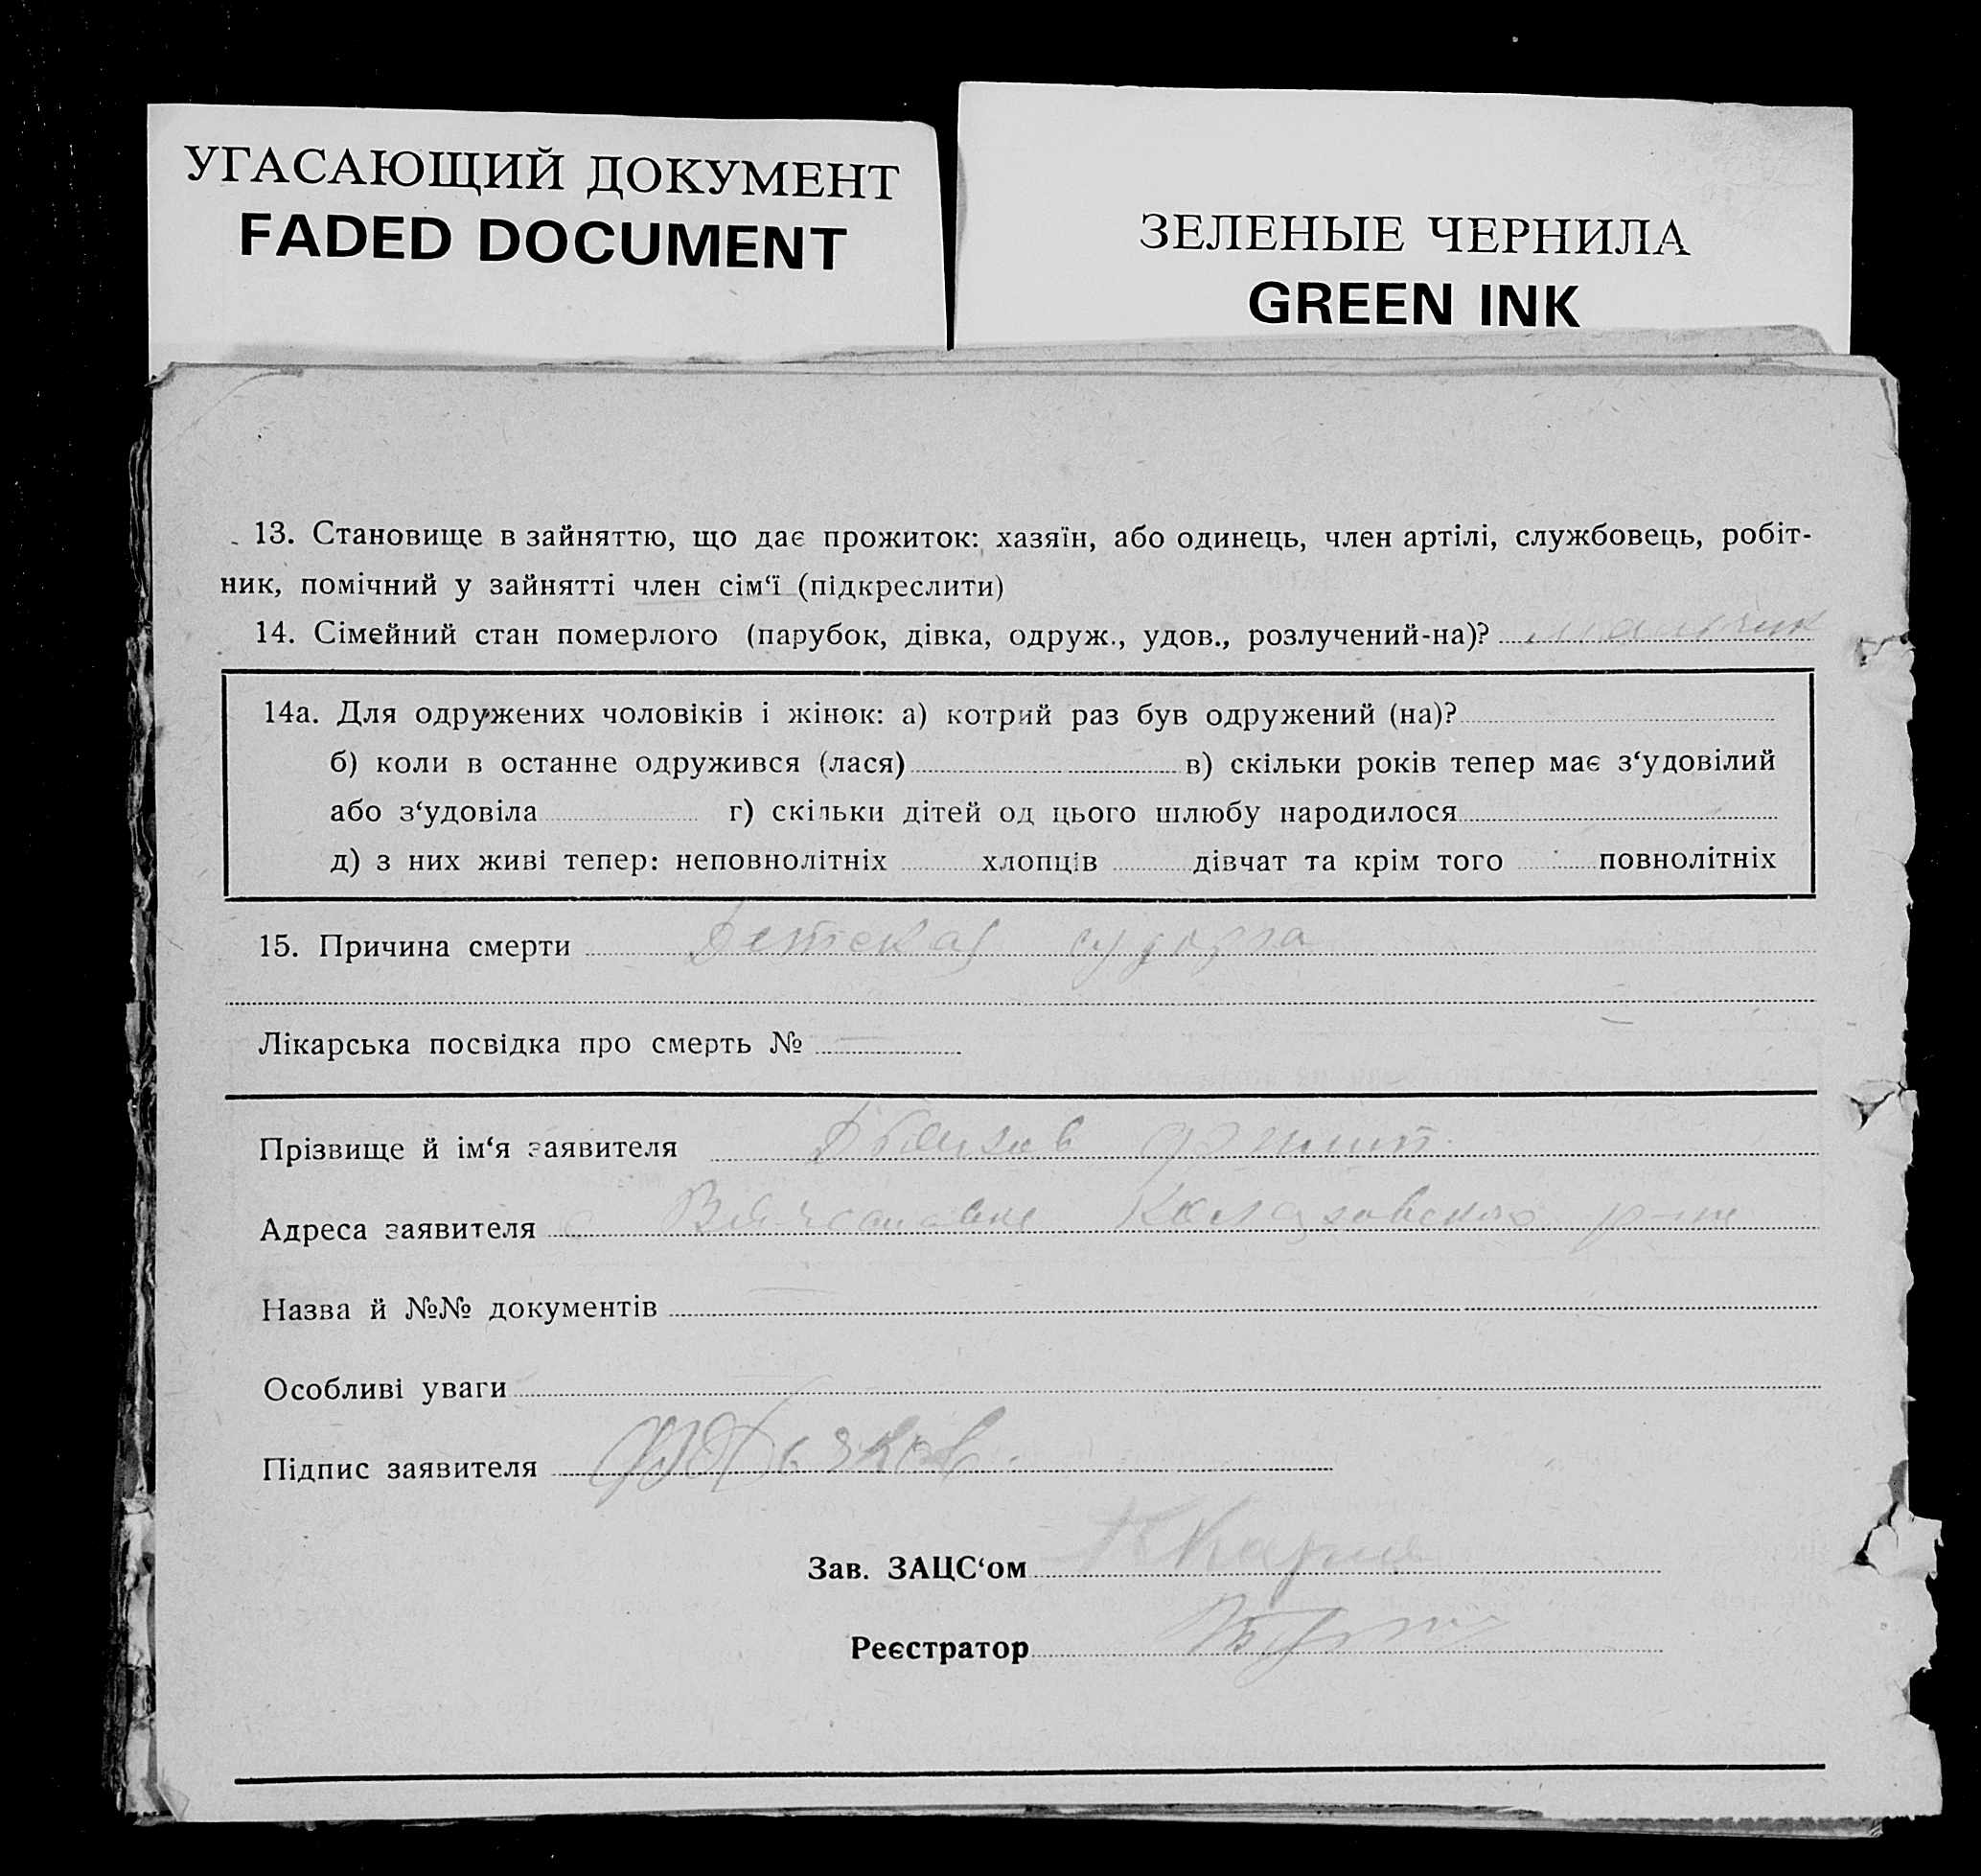 УГАСАЮЩИЙ ДОКУМЕНТ
FADED DOCUMENT
ЗЕЛЕНЫЕ ЧЕРНИЛА
GREEN INK
13. Становище в зайняттю, що дає прожиток: хазяїн, або одинець, член артілі, службовець, робіт-
ник, помічний у зайнятті член сім‘ї (підкреслити)
14. Сімейний стан померлого (парубок, дівка, одруж., удов., розлучений-на)? мальчик
14а. Для одружених чоловіків і жінок: а) котрий раз був одружений (на)?
б) коли в останне одружився (лася) в) скільки років тепер має з‘удовілий
або з‘удовіла г) скільки дітей од цього шлюбу народилося
д) з них живі тепер: неповнолітніх хлопців дівчат та крім того повнолітніх
15. Причина смерти Детская судорга
Лікарська посвідка про смерть №
Прізвище й ім‘я заявителя Дьячков
Адреса заявителя с
Назва й №№ документів
Особливі уваги
Підпис заявителя Дьячков.
Зав. ЗАЦС‘ом
Реєстратор